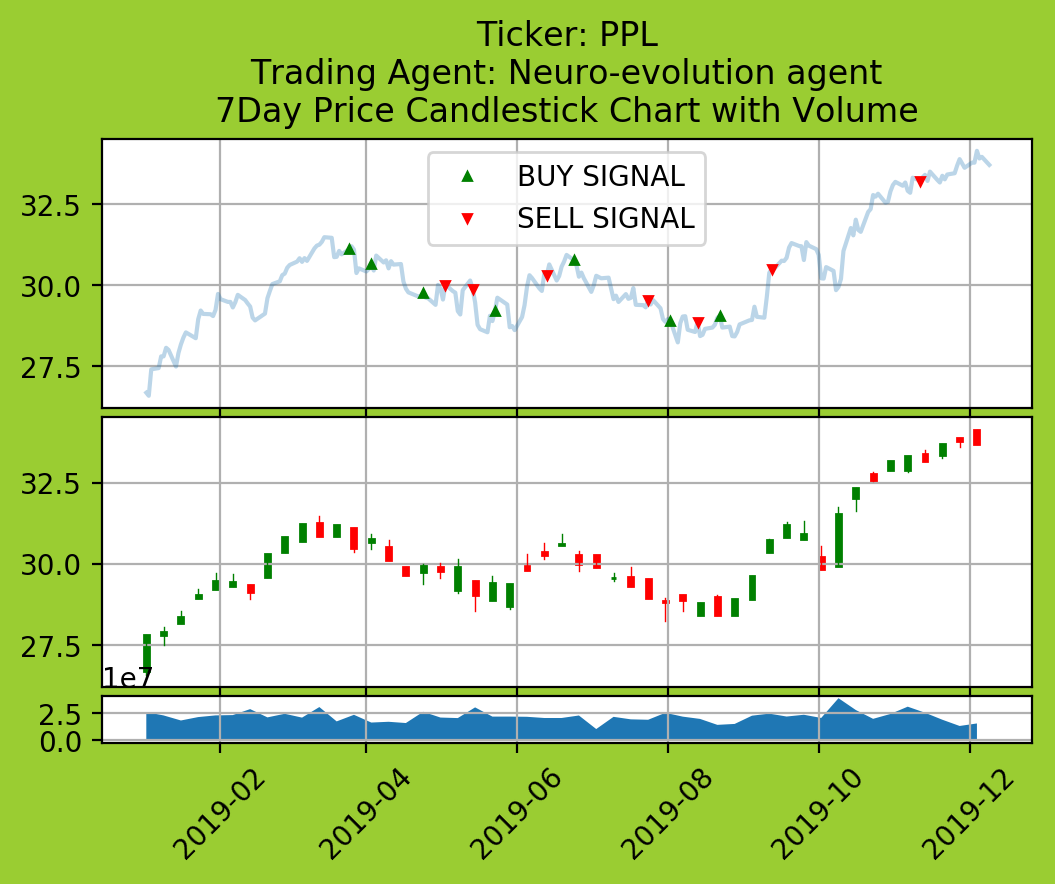 Ticker: PPL
Trading Agent: Neuro-evolution agent
7Day Price Candlestick Chart with Volume
BUY SIGNAL
SELL SIGNAL
32.5
30.0
27.5
32.5
30.0
27.5
1e7
2.5
0.0
2019-02
2019-04
2019-06
2019-08
2019-10
2019-12